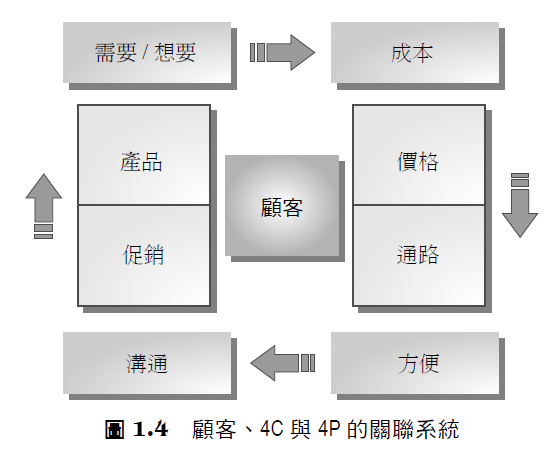 需要 / 想要
成本
產品
價格
顧客
促銷
通路
溝通
方便
圖 1.4 顧客、4C 與 4P 的關聯系統